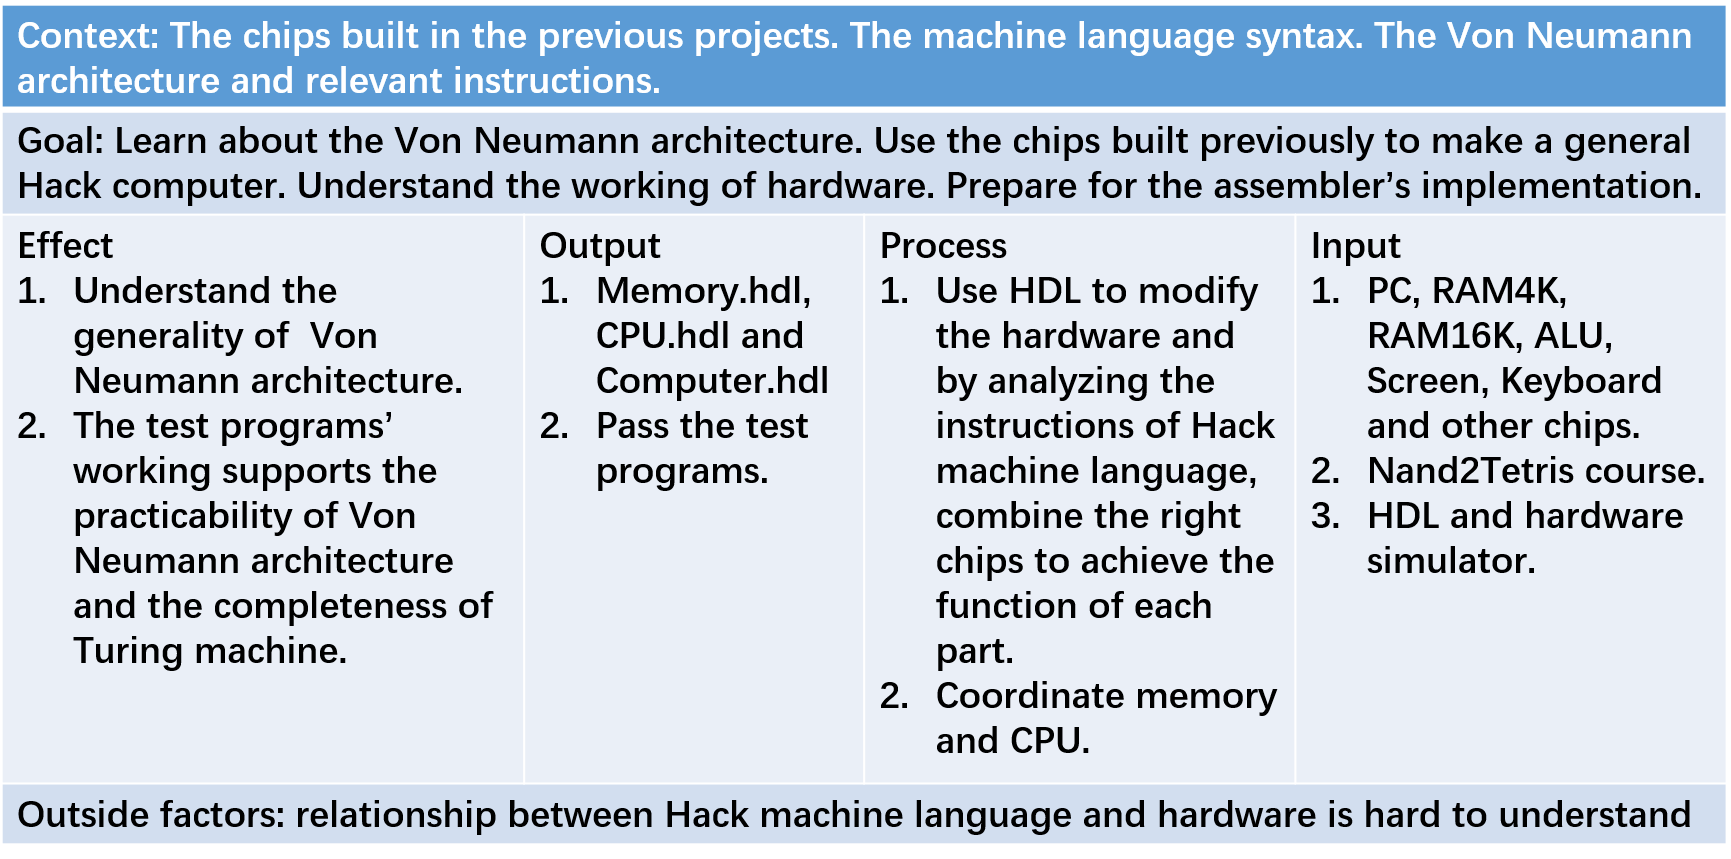 Context: The chips built in the previous projects. The machine language syntax. The Von Neumann
architecture and relevant instructions.
Goal: Learn about the Von Neumann architecture. Use the chips built previously to make a general
Hack computer. Understand the working of hardware. Prepare for the assembler’s implementation.
Effect
1. Understand the
generality of  Von
Neumann architecture.
2. The test programs’
working supports the
practicability of Von
Neumann architecture
and the completeness of
Turing machine.
Output
1. Memory.hdl,
CPU.hdl and
Computer.hdl
2. Pass the test
programs.
Process
1. Use HDL to modify
the hardware and
by analyzing the
instructions of Hack
machine language,
combine the right
chips to achieve the
function of each
part.
2. Coordinate memory
and CPU.
Input
1. PC, RAM4K,
RAM16K, ALU,
Screen, Keyboard
and other chips.
2. Nand2Tetris course.
3. HDL and hardware
simulator.
Outside factors: relationship between Hack machine language and hardware is hard to understand